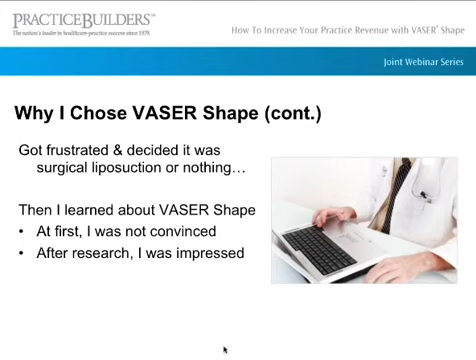 PRACTICEBUILDERS
The nation's leader in healthcare-practice success since 1979
How To Increase Your Practice Revenue with VASER® Shape
Joint Webinar Series
Why I Chose VASER Shape (cont.)
Got frustrated & decided it was
surgical liposuction or nothing…
Then I learned about VASER Shape
• At first, I was not convinced
• After research, I was impressed